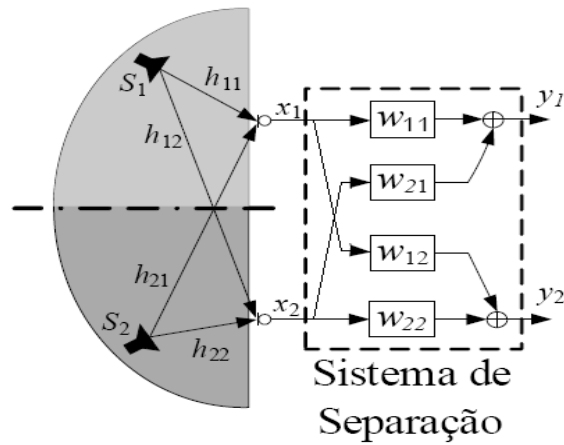 S1
h11
x1
w11
y1
h12
w21
h21
w12
S2
h22
x2
w22
y2
Sistema de
Separação